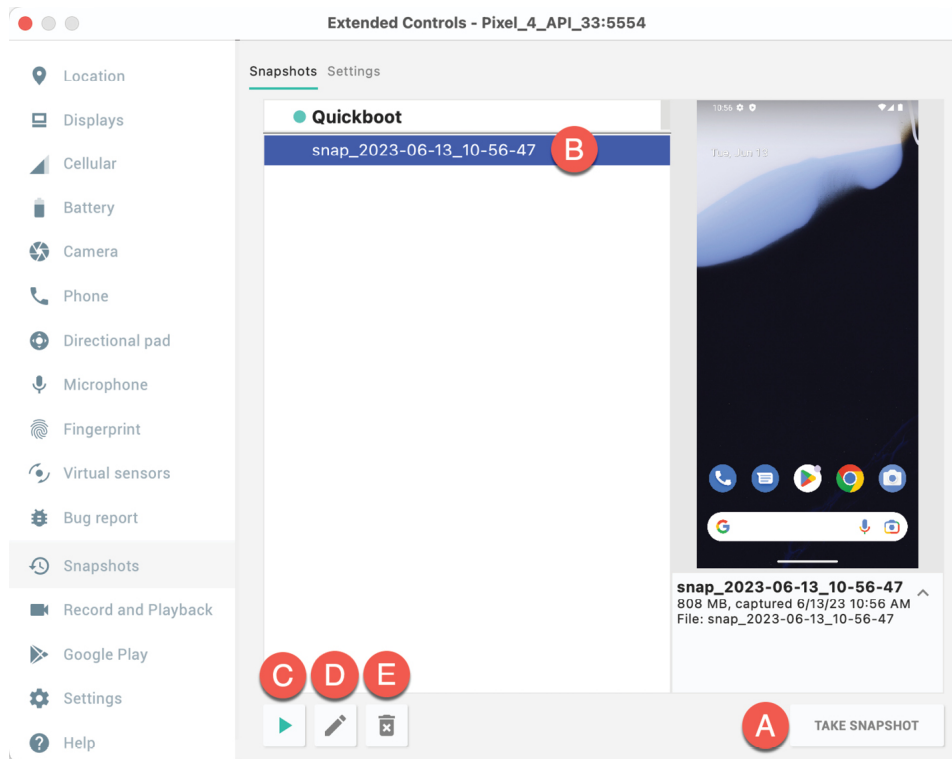 Extended Controls - Pixel_4_API_33:5554
Location
Displays
Cellular
Battery
Camera
Phone
Directional pad
Microphone
Fingerprint
Virtual sensors
Bug report
Snapshots
Record and Playback
Google Play
Settings
Help
Snapshots Settings
Quickboot
snap_2023-06-13_10-56-47 B
C D E
10:56
Tue, Jun 13
G
snap_2023-06-13_10-56-47
808 MB, captured 6/13/23 10:56 AM
File: snap_2023-06-13_10-56-47
A TAKE SNAPSHOT